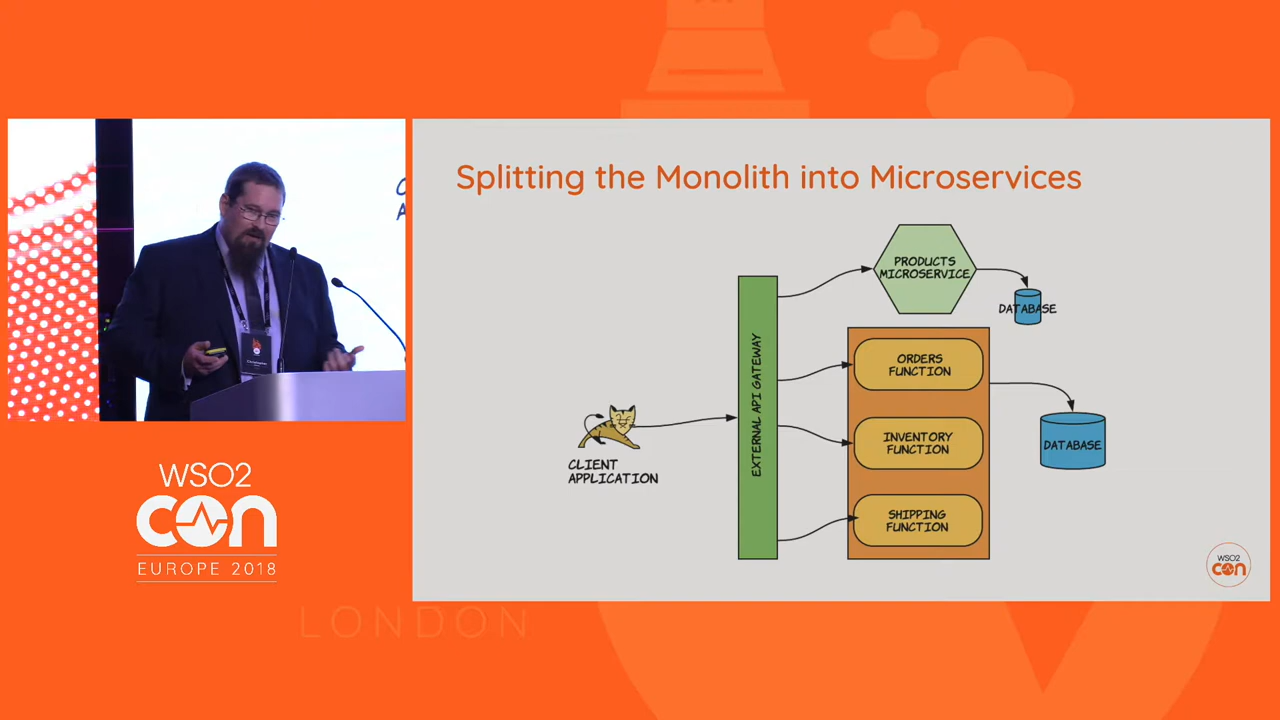 Splitting the Monolith into Microservices
PRODUCTS
MICROSERVICE
DATABASE
ORDERS
FUNCTION
INVENTORY
FUNCTION
SHIPPING
FUNCTION
DATABASE
EXTERNAL API GATEWAY
CLIENT
APPLICATION
WSO2
CON
EUROPE 2018
LONDON
WSO2
CON